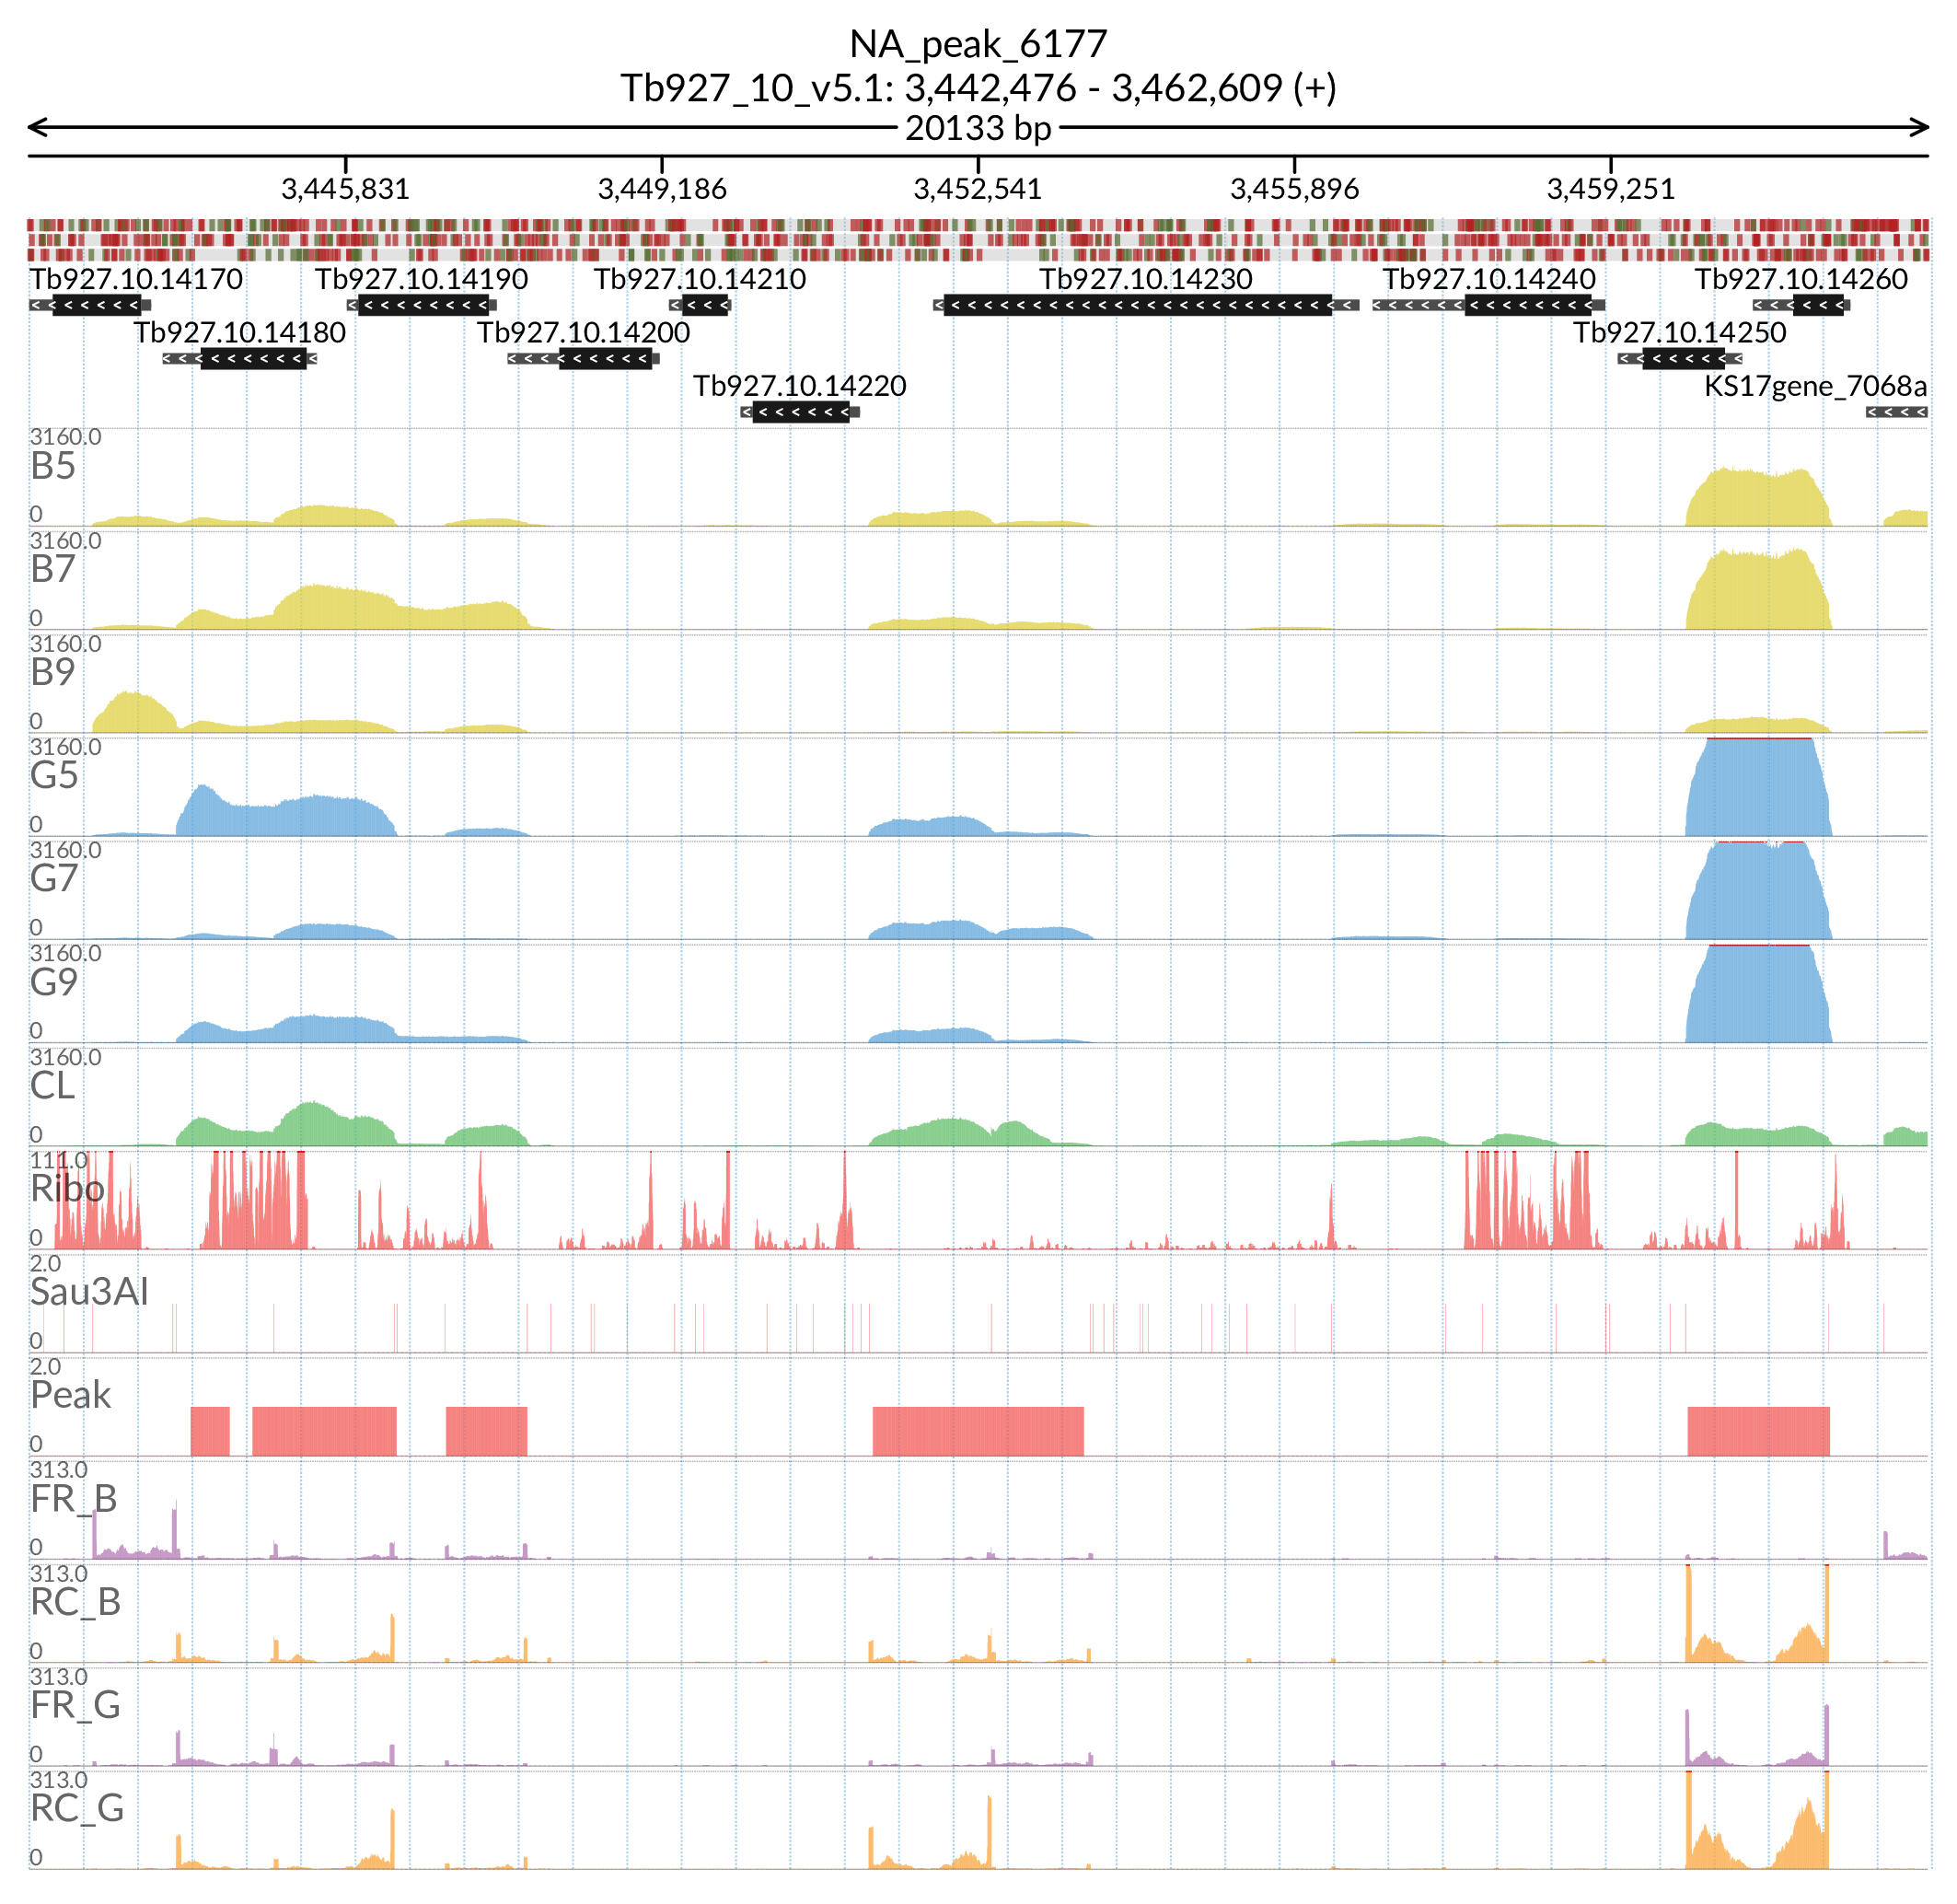 NA_peak_6177
Tb927_10_v5.1: 3,442,476 - 3,462,609 (+)
20133 bp
3,445,831 3,449,186 3,452,541 3,455,896 3,459,251
Tb927.10.14170 Tb927.10.14190 Tb927.10.14210 Tb927.10.14230 Tb927.10.14240 Tb927.10.14260
Tb927.10.14180 Tb927.10.14200 Tb927.10.14250
Tb927.10.14220 KS17gene_7068a
3160.0
B5
0
3160.0
B7
0
3160.0
B9
0
3160.0
G5
0
3160.0
G7
0
3160.0
G9
0
3160.0
CL
0
111.0
Ribo
0
2.0
Sau3AI
0
2.0
Peak
0
313.0
FR_B
0
313.0
RC_B
0
313.0
FR_G
0
313.0
RC_G
0